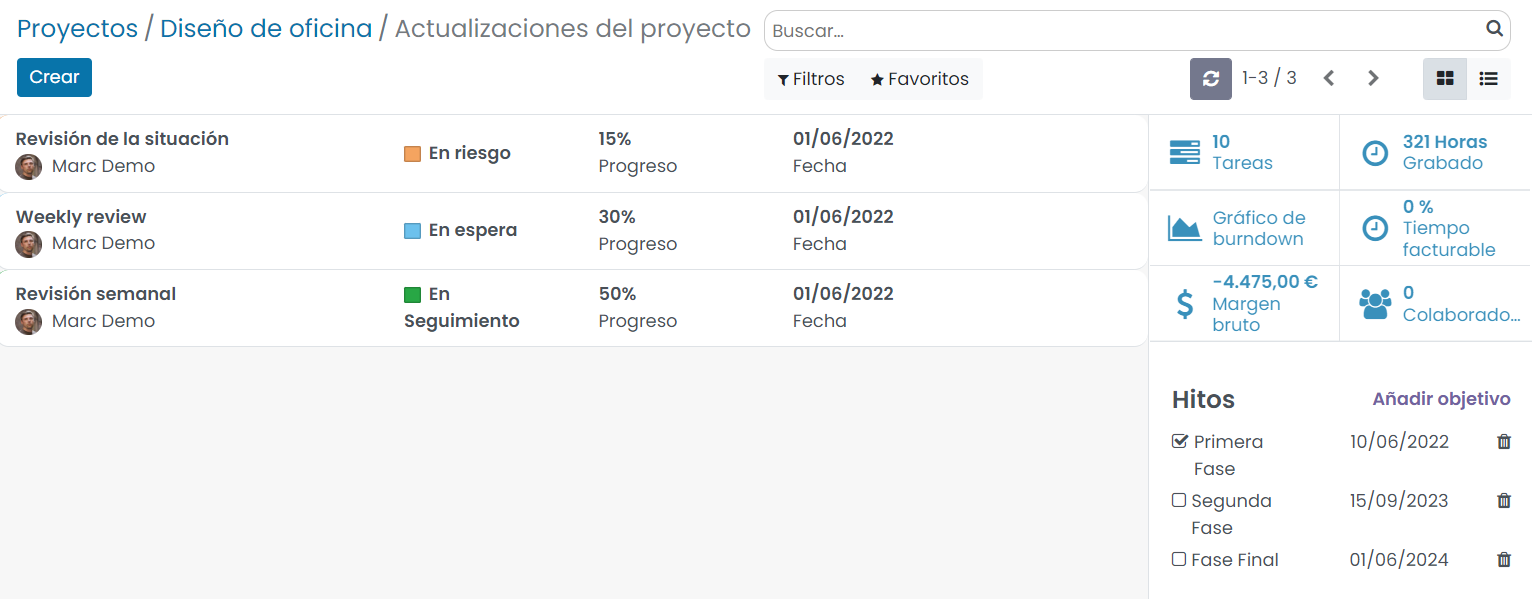 Proyectos / Diseño de oficina / Actualizaciones del proyecto
Buscar...
Crear
Filtros
Favoritos
1-3 / 3
Revisión de la situación
Marc Demo
En riesgo
15%
Progreso
01/06/2022
Fecha
Weekly review
Marc Demo
En espera
30%
Progreso
01/06/2022
Fecha
Revisión semanal
Marc Demo
En
Seguimiento
50%
Progreso
01/06/2022
Fecha
10
Tareas
321 Horas
Grabado
Gráfico de
burndown
0 %
Tiempo
facturable
-4.475,00 €
Margen
bruto
0
Colaborado...
Hitos
Añadir objetivo
Primera
Fase
10/06/2022
Segunda
Fase
15/09/2023
Fase Final
01/06/2024